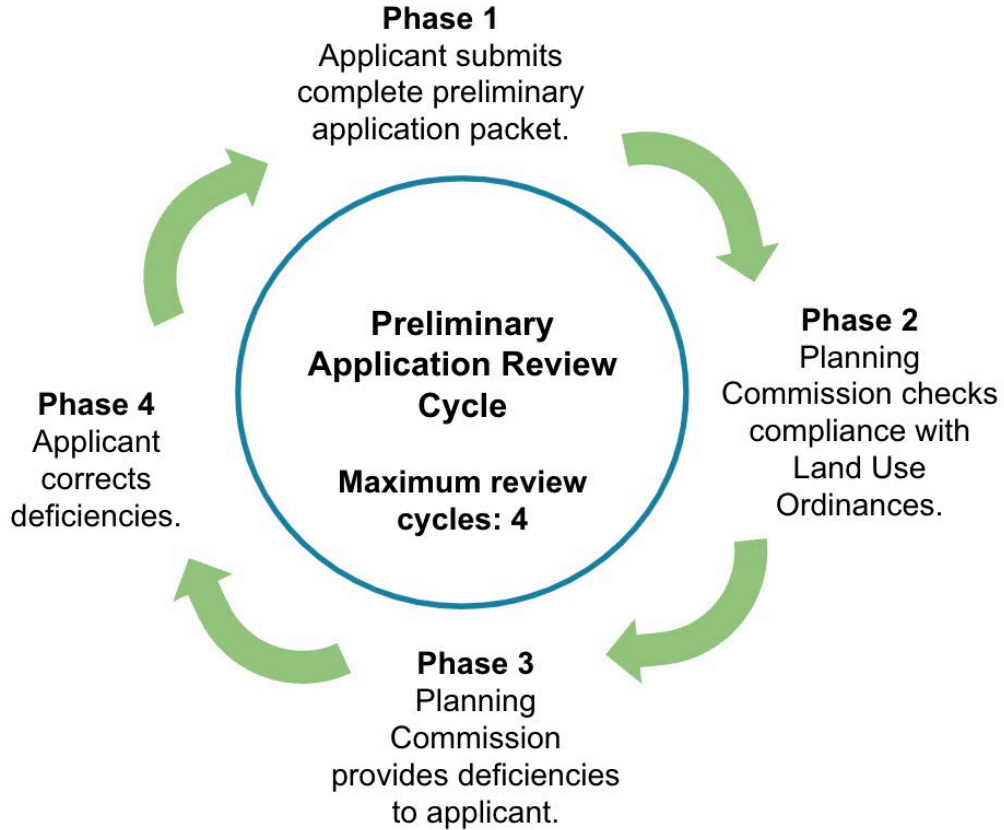 Phase 1
Applicant submits
complete preliminary
application packet.
Preliminary
Application Review
Cycle
Maximum review
cycles: 4
Phase 2
Planning
Commission checks
compliance with
Land Use
Ordinances.
Phase 3
Planning
Commission
provides deficiencies
to applicant.
Phase 4
Applicant
corrects
deficiencies.